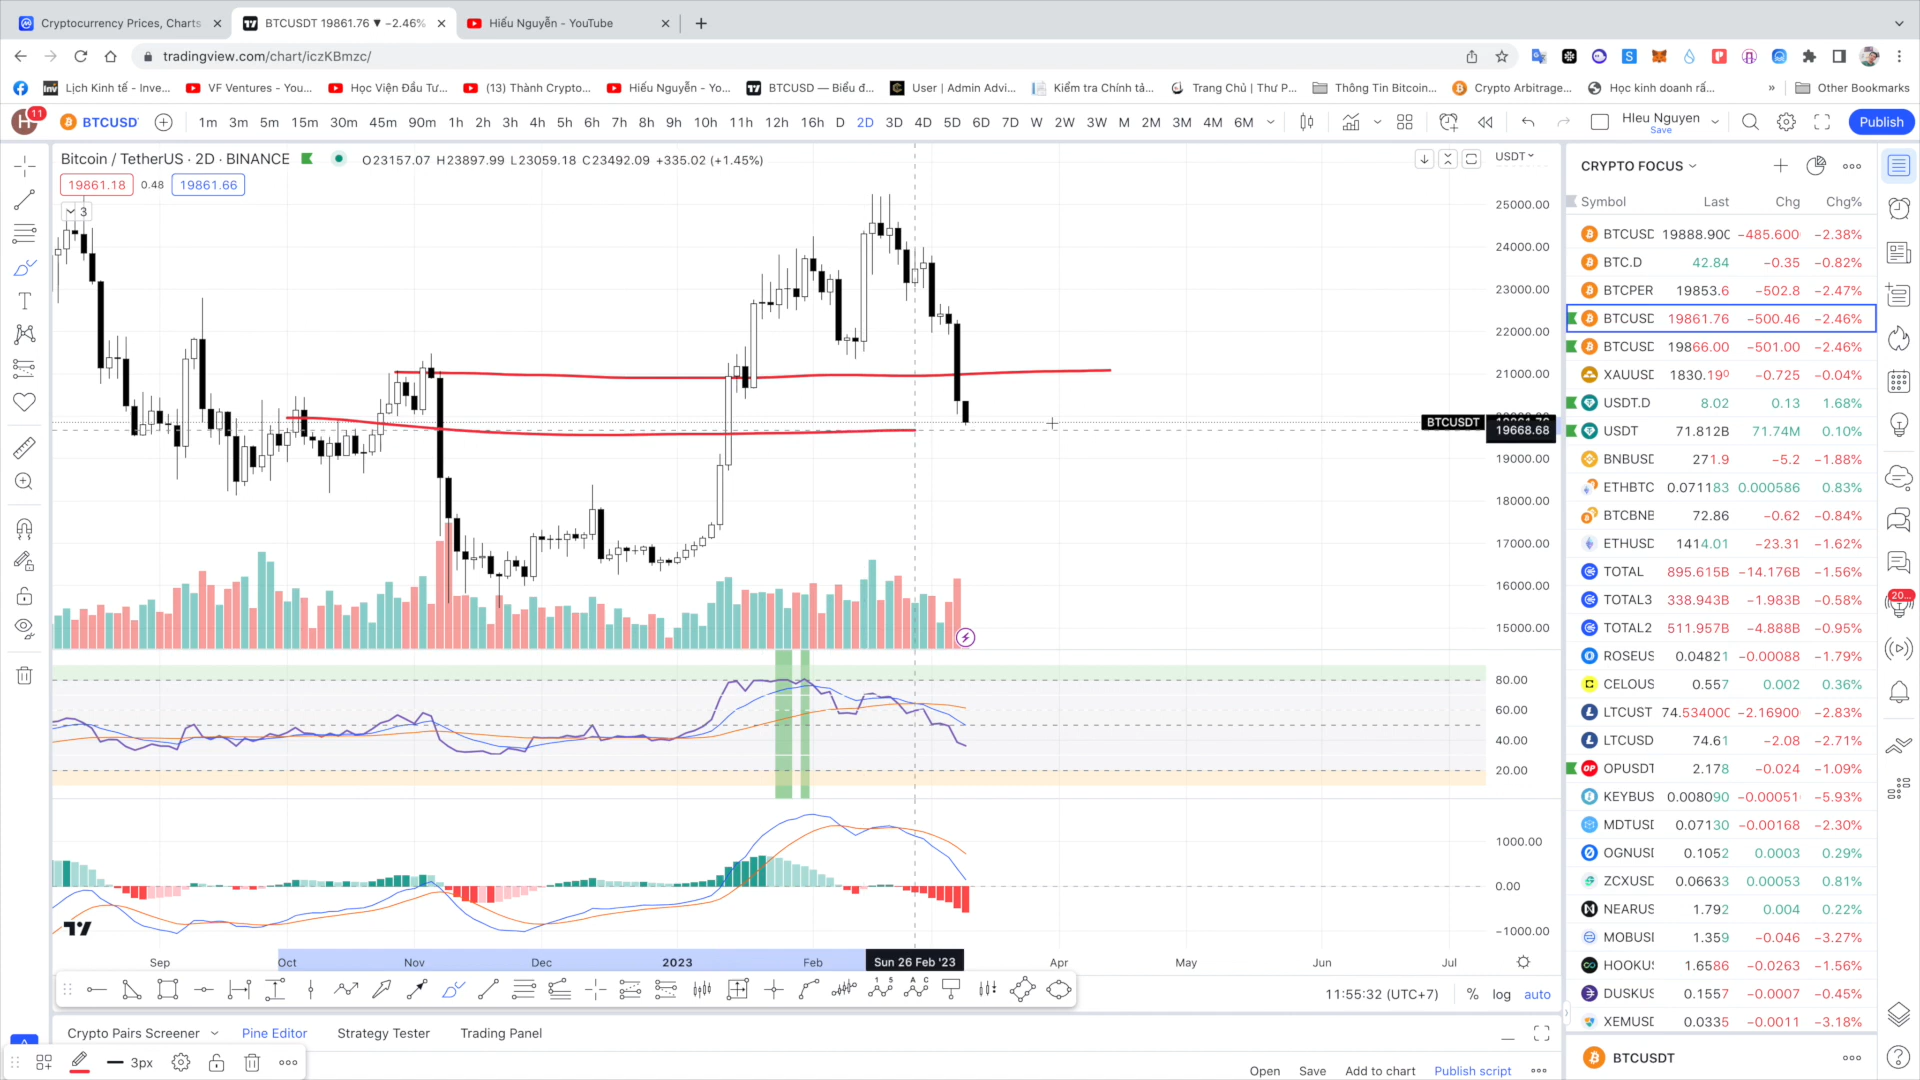 Cryptocurrency Prices, Charts
BTCUSDT 19861.76 ▼ −2.46%
Hiếu Nguyễn - YouTube
tradingview.com/chart/iczKBmzc/
Lịch Kinh tế - Inve...
VF Ventures - You...
Học Viện Đầu Tư...
(13) Thành Crypto...
Hiếu Nguyễn - Yo...
BTCUSD — Biểu đ...
User | Admin Advi...
Kiểm tra Chính tả...
Trang Chủ | Thư P...
Thông Tin Bitcoin...
Crypto Arbitrage...
Học kinh doanh rấ...
»
Other Bookmarks
H 11
BTCUSD
1m 3m 5m 15m 30m 45m 90m 1h 2h 3h 4h 5h 6h 7h 8h 9h 10h 11h 12h 16h D 2D 3D 4D 5D 6D 7D W 2W 3W M 2M 3M 4M 6M
HIeu Nguyen
Save
Publish
Bitcoin / TetherUS · 2D · BINANCE
O23157.07 H23897.99 L23059.18 C23492.09 +335.02 (+1.45%)
19861.18 0.48 19861.66
3
USDT
25000.00
24000.00
23000.00
22000.00
21000.00
BTCUSDT
19668.68
19000.00
18000.00
17000.00
16000.00
15000.00
80.00
60.00
40.00
20.00
1000.00
0.00
−1000.00
Sep Oct Nov Dec 2023 Feb Sun 26 Feb '23 Apr May Jun Jul
11:55:32 (UTC+7) % log auto
Crypto Pairs Screener Pine Editor Strategy Tester Trading Panel
3px
Open Save Add to chart Publish script
CRYPTO FOCUS
Symbol Last Chg Chg%
BTCUSD 19888.900 −485.600 −2.38%
BTC.D 42.84 −0.35 −0.82%
BTCPER 19853.6 −502.8 −2.47%
BTCUSD 19861.76 −500.46 −2.46%
BTCUSD 19866.00 −501.00 −2.46%
XAUUSD 1830.190 −0.725 −0.04%
USDT.D 8.02 0.13 1.68%
USDT 71.812B 71.74M 0.10%
BNBUSD 271.9 −5.2 −1.88%
ETHBTC 0.071183 0.000586 0.83%
BTCBNB 72.86 −0.62 −0.84%
ETHUSD 1414.01 −23.31 −1.62%
TOTAL 895.615B −14.176B −1.56%
TOTAL3 338.943B −1.983B −0.58%
TOTAL2 511.957B −4.888B −0.95%
ROSEUS 0.04821 −0.00088 −1.79%
CELOUS 0.557 0.002 0.36%
LTCUST 74.534000 −2.16900 −2.83%
LTCUSD 74.61 −2.08 −2.71%
OPUSDT 2.178 −0.024 −1.09%
KEYBUS 0.008090 −0.00051 −5.93%
MDTUSD 0.07130 −0.00168 −2.30%
OGNUSD 0.1052 0.0003 0.29%
ZCXUSD 0.06633 0.00053 0.81%
NEARUS 1.792 0.004 0.22%
MOBUSD 1.359 −0.046 −3.27%
HOOKUS 1.6586 −0.0263 −1.56%
DUSKUS 0.1557 −0.0007 −0.45%
XEMUSD 0.0335 −0.0011 −3.18%
BTCUSDT
20...